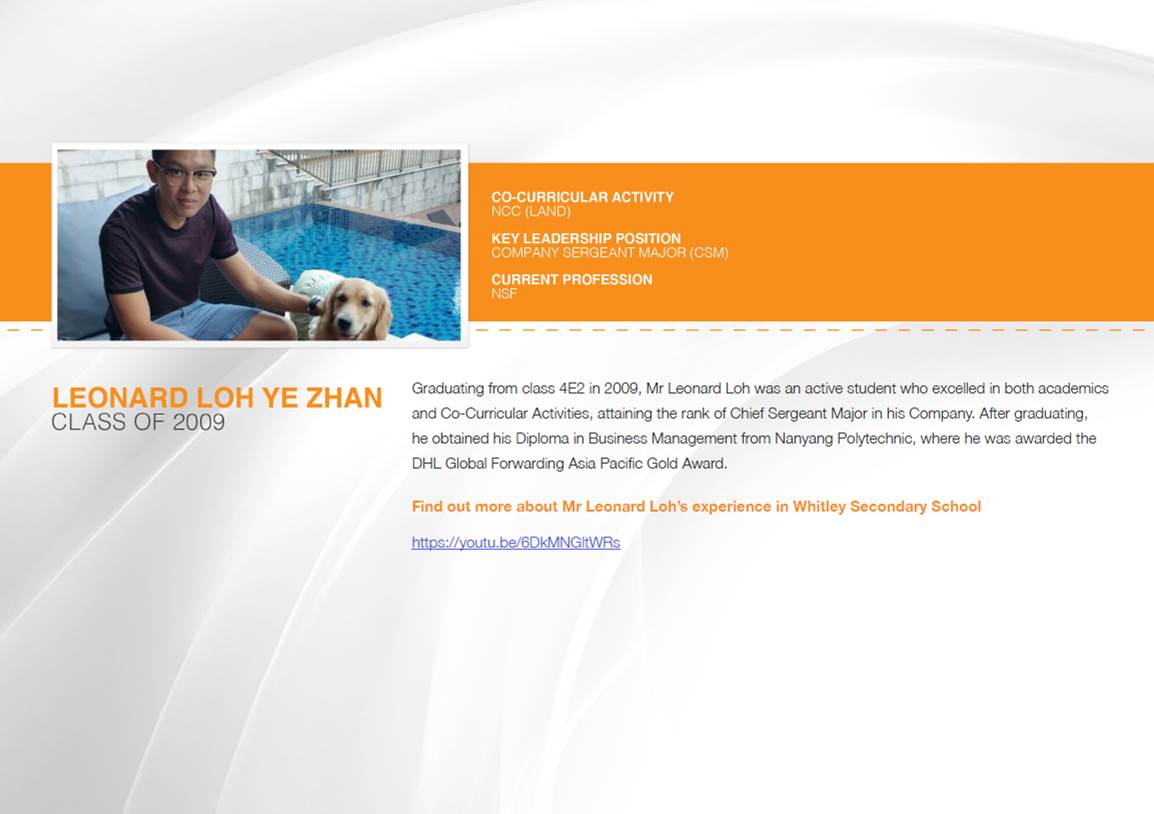 CO-CURRICULAR ACTIVITY
NCC (LAND)
KEY LEADERSHIP POSITION
COMPANY SERGEANT MAJOR (CSM)
CURRENT PROFESSION
NSF
LEONARD LOH YE ZHAN
CLASS OF 2009
Graduating from class 4E2 in 2009, Mr Leonard Loh was an active student who excelled in both academics
and Co-Curricular Activities, attaining the rank of Chief Sergeant Major in his Company. After graduating,
he obtained his Diploma in Business Management from Nanyang Polytechnic, where he was awarded the
DHL Global Forwarding Asia Pacific Gold Award.
Find out more about Mr Leonard Loh’s experience in Whitley Secondary School
https://youtu.be/6DkMNGltWRs